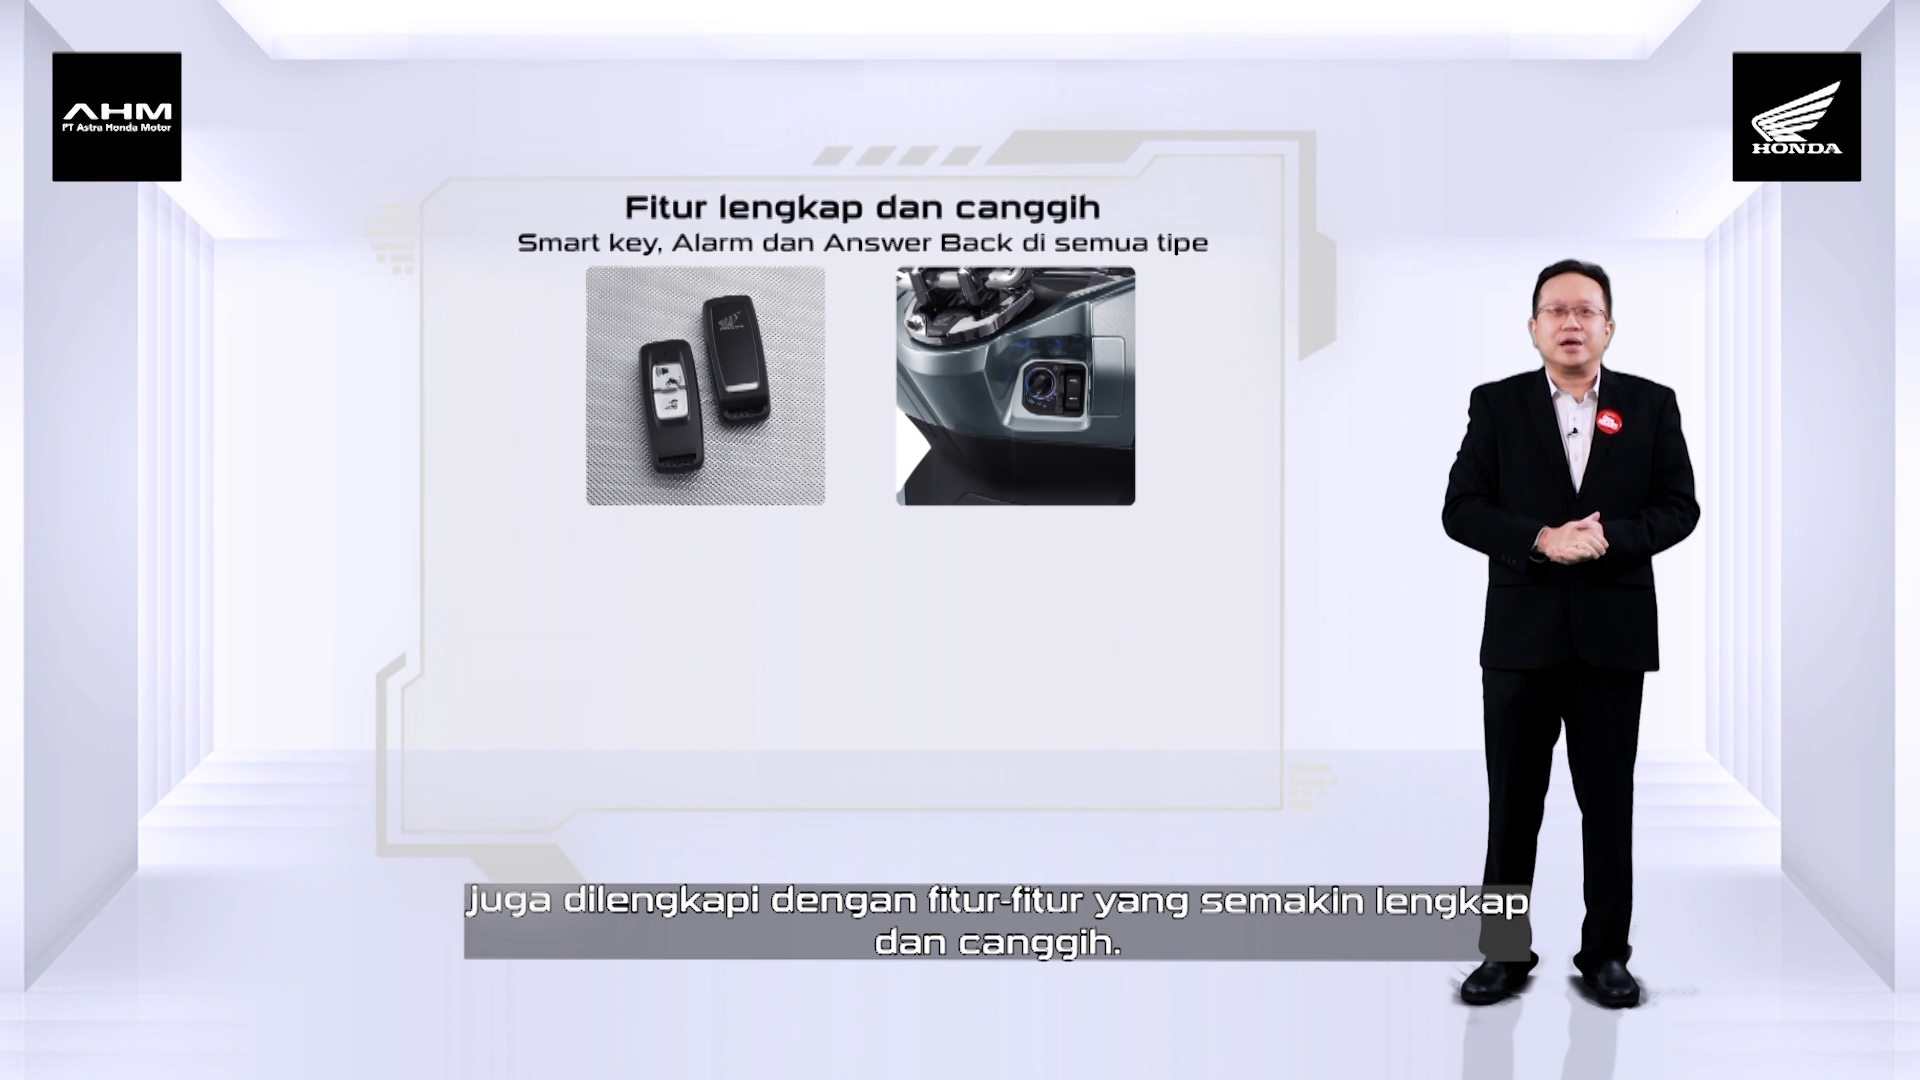 AHM
PT Astra Honda Motor
HONDA
Fitur lengkap dan canggih
Smart key, Alarm dan Answer Back di semua tipe
juga dilengkapi dengan fitur-fitur yang semakin lengkap
dan canggih.